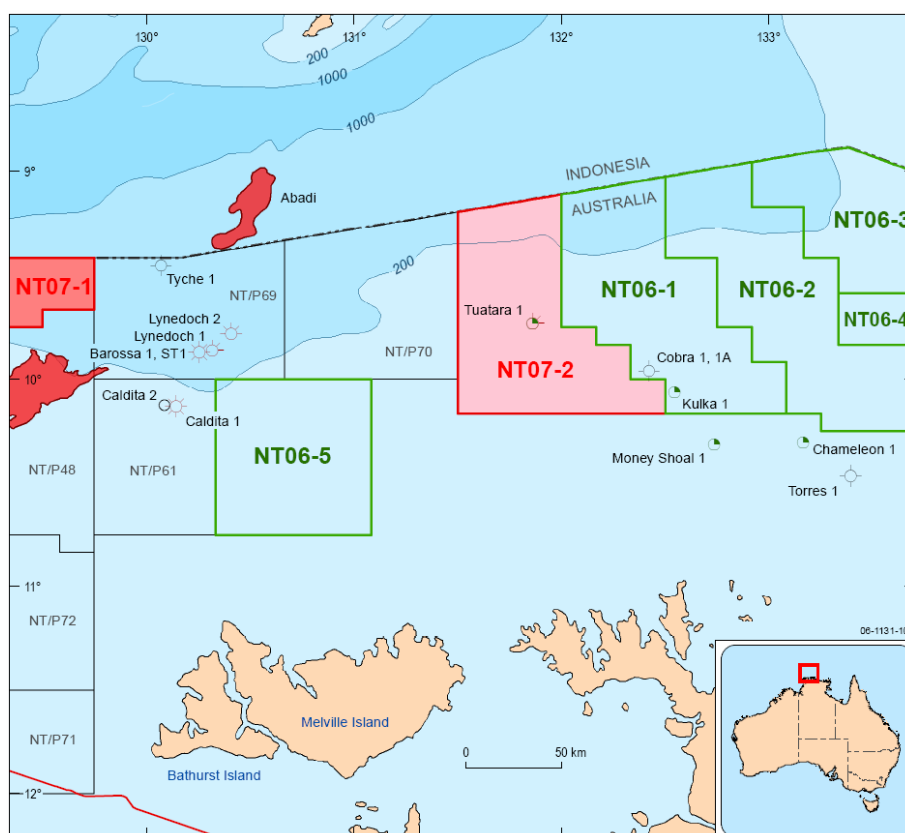 130°
131°
132°
133°
200
1000
1000
9°
INDONESIA
AUSTRALIA
Abadi
NT06-3
NT07-1
Tyche 1
200
NT/P69
NT06-1
NT06-2
NT06-4
Lynedoch 2
Lynedoch 1
Tuatara 1
Barossa 1, ST1
NT/P70
NT07-2
Cobra 1, 1A
10°
Caldita 2
Caldita 1
Kulka 1
NT/P48
NT/P61
NT06-5
Money Shoal 1
Chameleon 1
Torres 1
11°
NT/P72
06-1131-10
Melville Island
NT/P71
0
50 km
Bathurst Island
12°